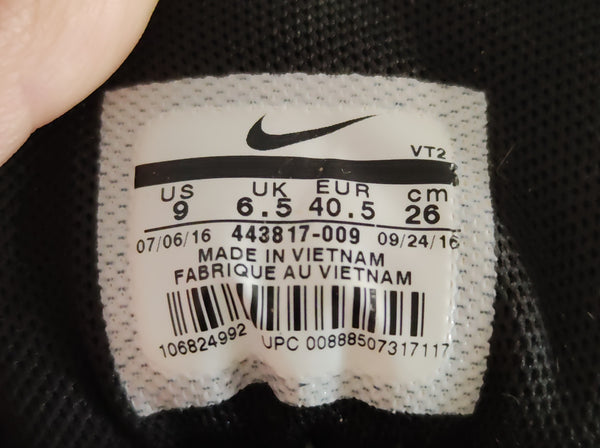 VT2
US UK EUR cm
9 6.5 40.5 26
07/06/16 443817-009 09/24/16
MADE IN VIETNAM
FABRIQUE AU VIETNAM
106824992 UPC 00888507317117